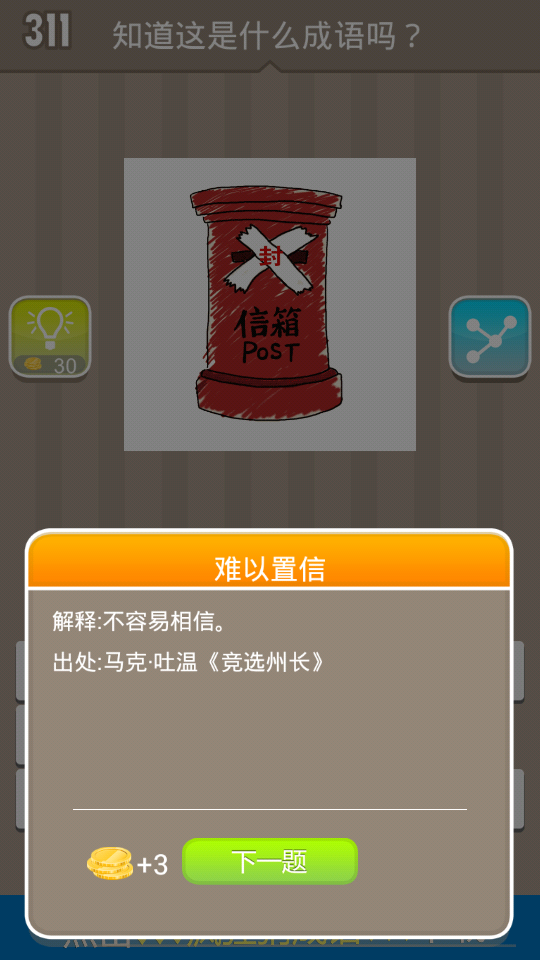 311 知道这是什么成语吗？
封
信箱
POST
30
难以置信
解释:不容易相信。
出处:马克·吐温《竞选州长》
+3 下一题